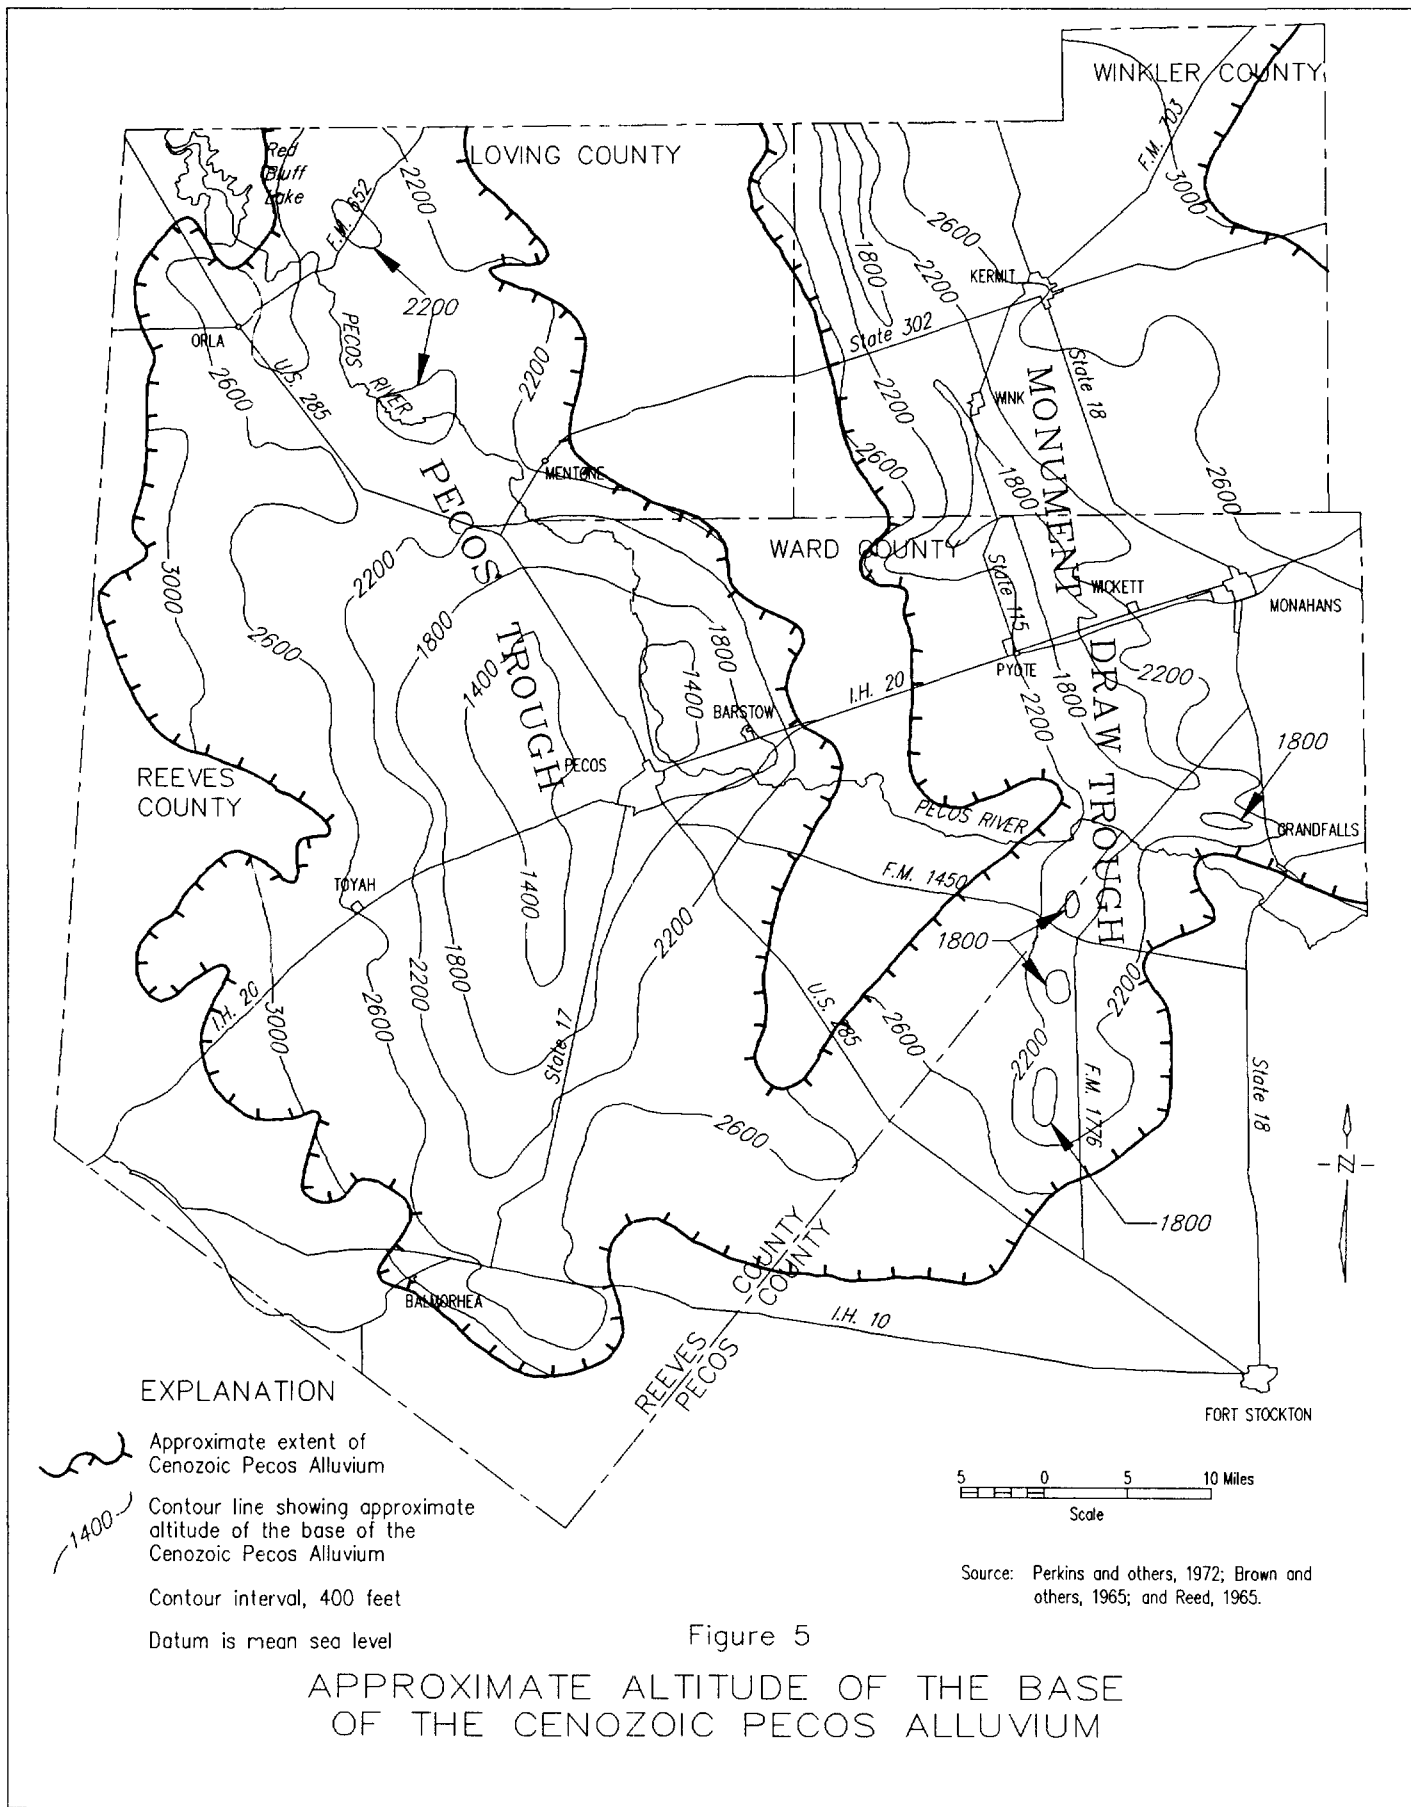 WINKLER COUNTY
F.M. 703
3000
LOVING COUNTY
Red
Bluff
Lake
F.M. 652
2200
2600
2200
1800
KERMIT
2200
PECOS
RIVER
ORLA
U.S. 285
2600
2200
State 302
State 18
2200
WINK
MONUMENT DRAW TROUGH
2600
1800
2600
MENTONE
PECOS TROUGH
WARD COUNTY
3000
2200
2600
1800
1800
1400
1400
State 115
WICKETT
MONAHANS
PYOTE
2200
1800
2200
I.H. 20
BARSTOW
PECOS
REEVES
COUNTY
1800
PECOS RIVER
GRANDFALLS
F.M. 1450
TOYAH
1400
1800
2200
2200
1800
2600
3000
I.H. 20
State 17
U.S. 285
2600
2200
2200
F.M. 1776
State 18
2600
1800
N
REEVES COUNTY
PECOS COUNTY
BALMORHEA
I.H. 10
FORT STOCKTON
EXPLANATION
Approximate extent of
Cenozoic Pecos Alluvium
1400
Contour line showing approximate
altitude of the base of the
Cenozoic Pecos Alluvium
Contour interval, 400 feet
Datum is mean sea level
5 0 5 10 Miles
Scale
Source: Perkins and others, 1972; Brown and
others, 1965; and Reed, 1965.
Figure 5
APPROXIMATE ALTITUDE OF THE BASE
OF THE CENOZOIC PECOS ALLUVIUM